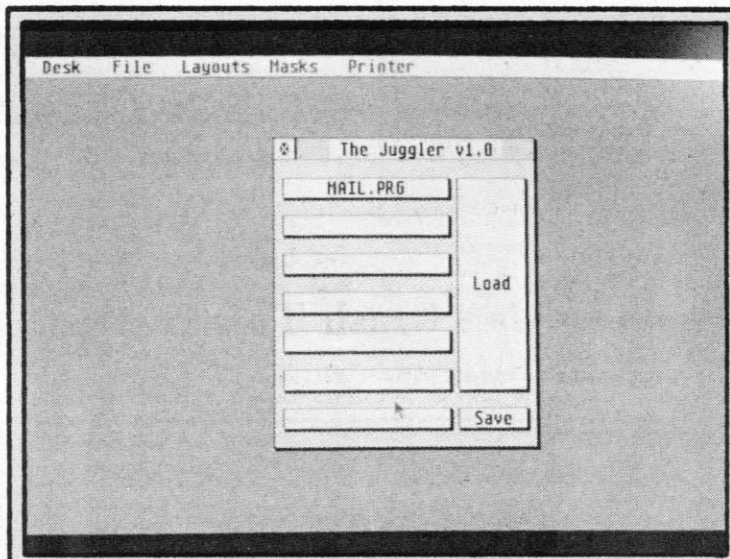 Desk File Layouts Masks Printer
The Juggler v1.0
MAIL.PRG
Load
Save